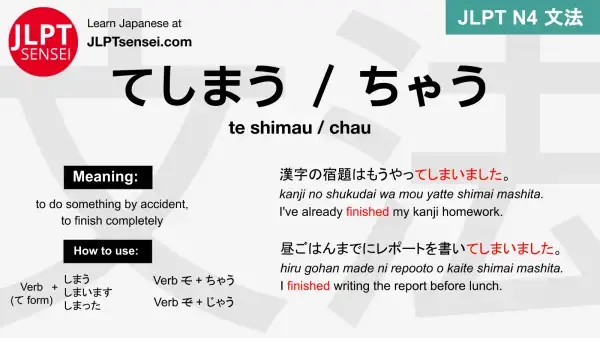 JLPT
SENSEI
Learn Japanese at
JLPTsensei.com
JLPT N4 文法
てしまう / ちゃう
te shimau / chau
Meaning:
to do something by accident,
to finish completely
How to use:
Verb + しまう
(て form) しまいます
しまった
Verb て + ちゃう
Verb で + じゃう
漢字の宿題はもうやってしまいました。
kanji no shukudai wa mou yatte shimai mashita.
I've already finished my kanji homework.
昼ごはんまでにレポートを書いてしまいました。
hiru gohan made ni repooto o kaite shimai mashita.
I finished writing the report before lunch.
文法